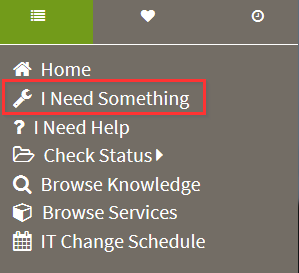 Home
I Need Something
I Need Help
Check Status
Browse Knowledge
Browse Services
IT Change Schedule